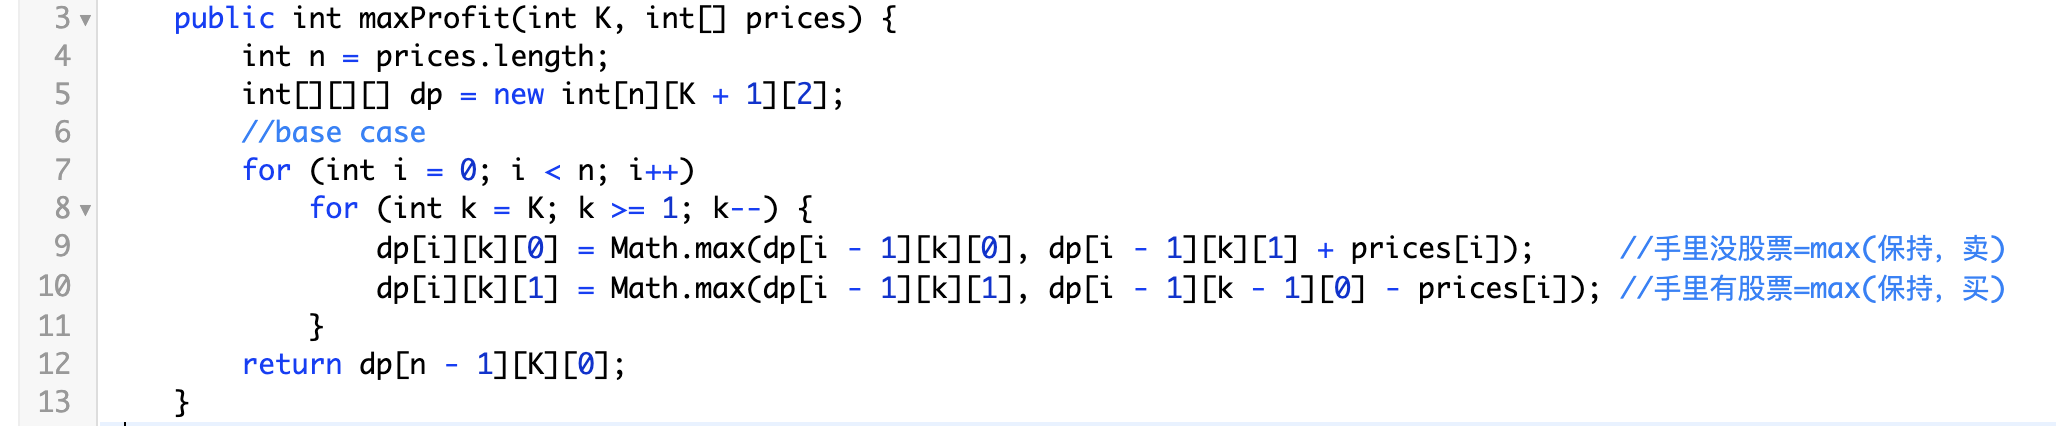 3 public int maxProfit(int K, int[] prices) {
4 int n = prices.length;
5 int[][][] dp = new int[n][K + 1][2];
6 //base case
7 for (int i = 0; i < n; i++)
8 for (int k = K; k >= 1; k--) {
9 dp[i][k][0] = Math.max(dp[i - 1][k][0], dp[i - 1][k][1] + prices[i]); //手里没股票=max(保持，卖)
10 dp[i][k][1] = Math.max(dp[i - 1][k][1], dp[i - 1][k - 1][0] - prices[i]); //手里有股票=max(保持，买)
11 }
12 return dp[n - 1][K][0];
13 }